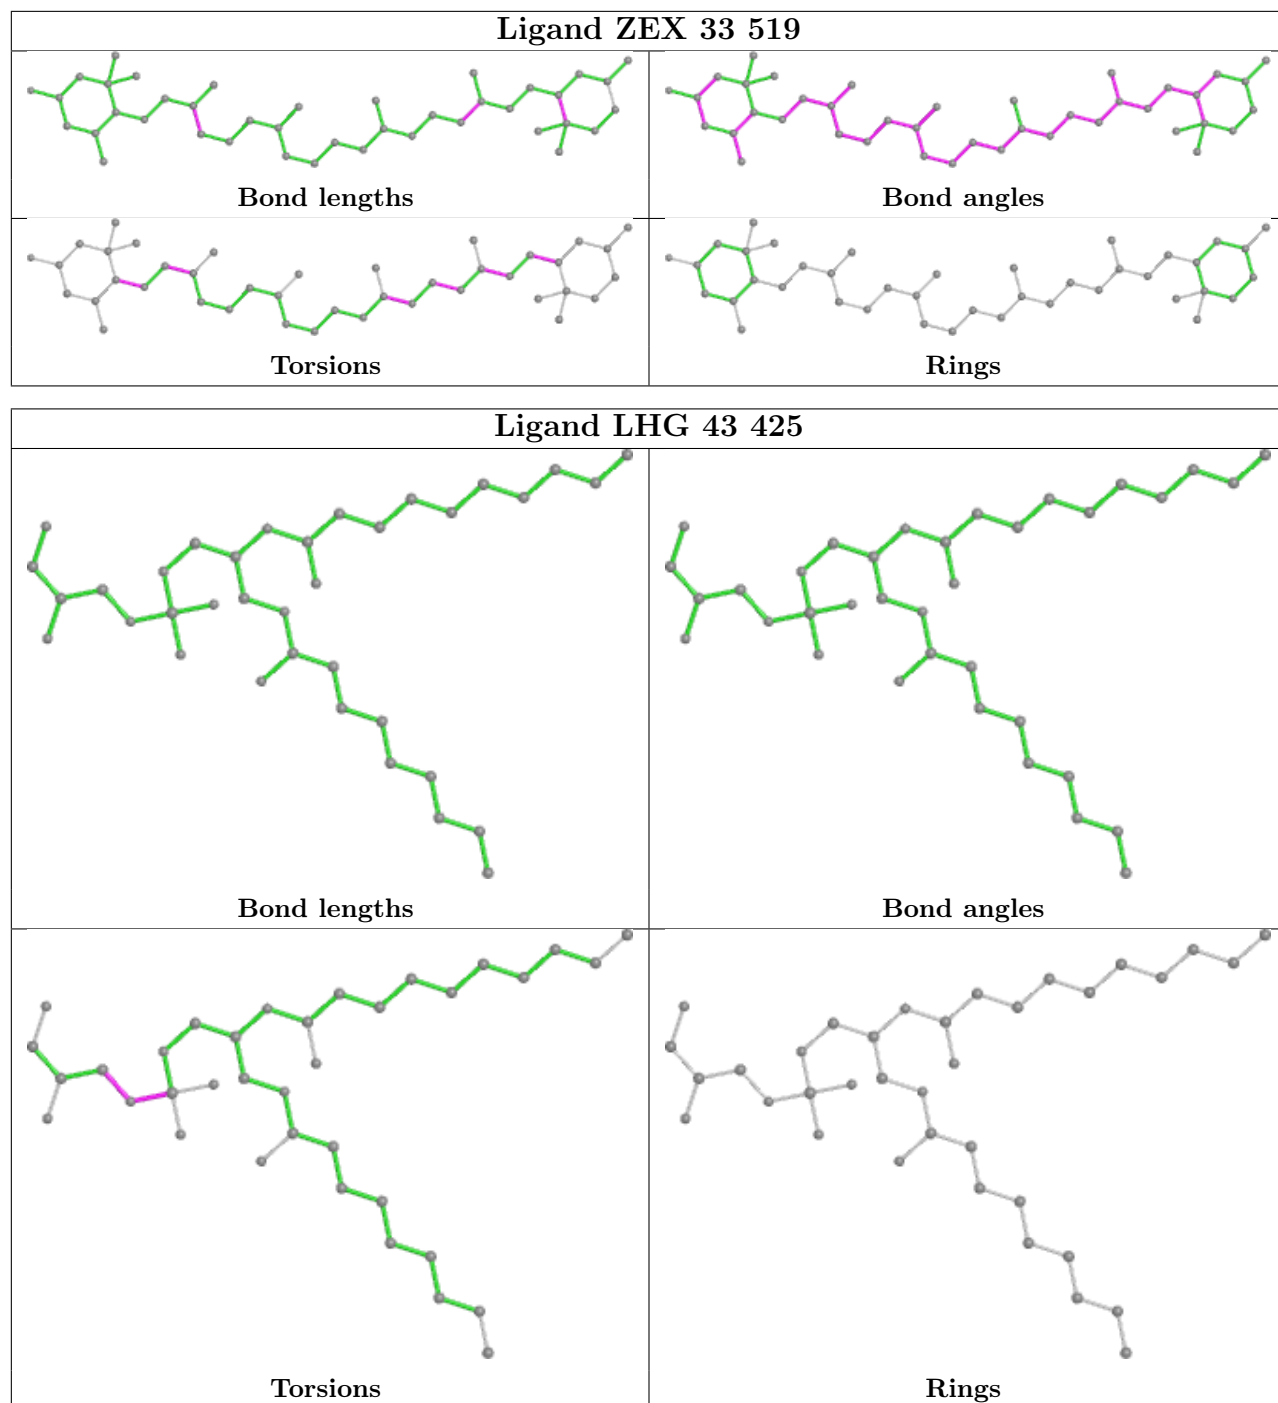 Ligand ZEX 33 519
Bond lengths
Bond angles
Torsions
Rings
Ligand LHG 43 425
Bond lengths
Bond angles
Torsions
Rings